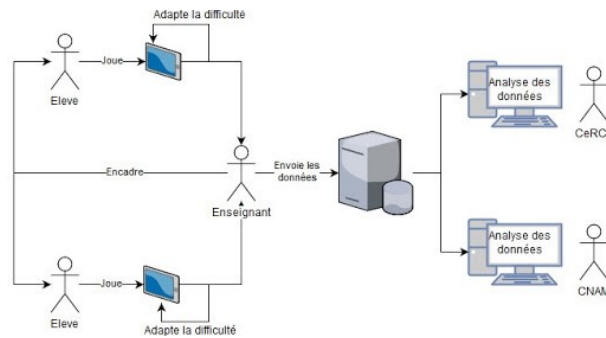 Adapte la difficulté
Joue
Eleve
Analyse des
données
CeRC
Encadre
Enseignant
Envoie les
données
Analyse des
données
CNAM
Joue
Eleve
Adapte la difficulté